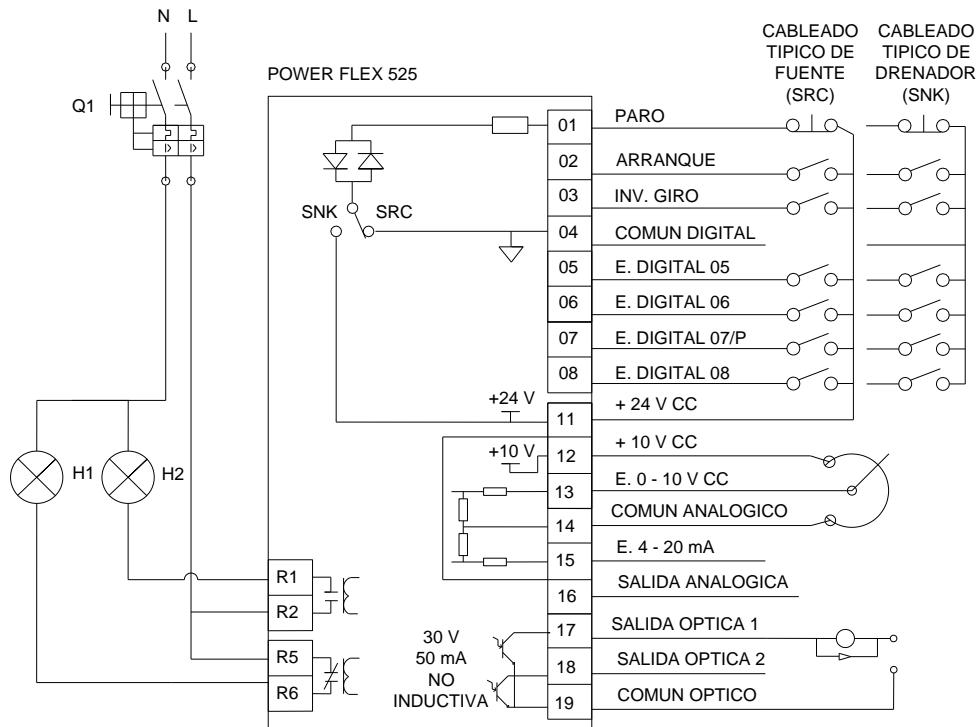 N L
CABLEADO
TIPICO DE
FUENTE
(SRC)
CABLEADO
TIPICO DE
DRENADOR
(SNK)
POWER FLEX 525
Q1
01 PARO
02 ARRANQUE
03 INV. GIRO
SNK SRC
04 COMUN DIGITAL
05 E. DIGITAL 05
06 E. DIGITAL 06
07 E. DIGITAL 07/P
08 E. DIGITAL 08
+24 V
11 + 24 V CC
+10 V
12 + 10 V CC
H1 H2
13 E. 0 - 10 V CC
14 COMUN ANALOGICO
15 E. 4 - 20 mA
16 SALIDA ANALOGICA
R1
R2
R5
R6
30 V
50 mA
NO
INDUCTIVA
17 SALIDA OPTICA 1
18 SALIDA OPTICA 2
19 COMUN OPTICO